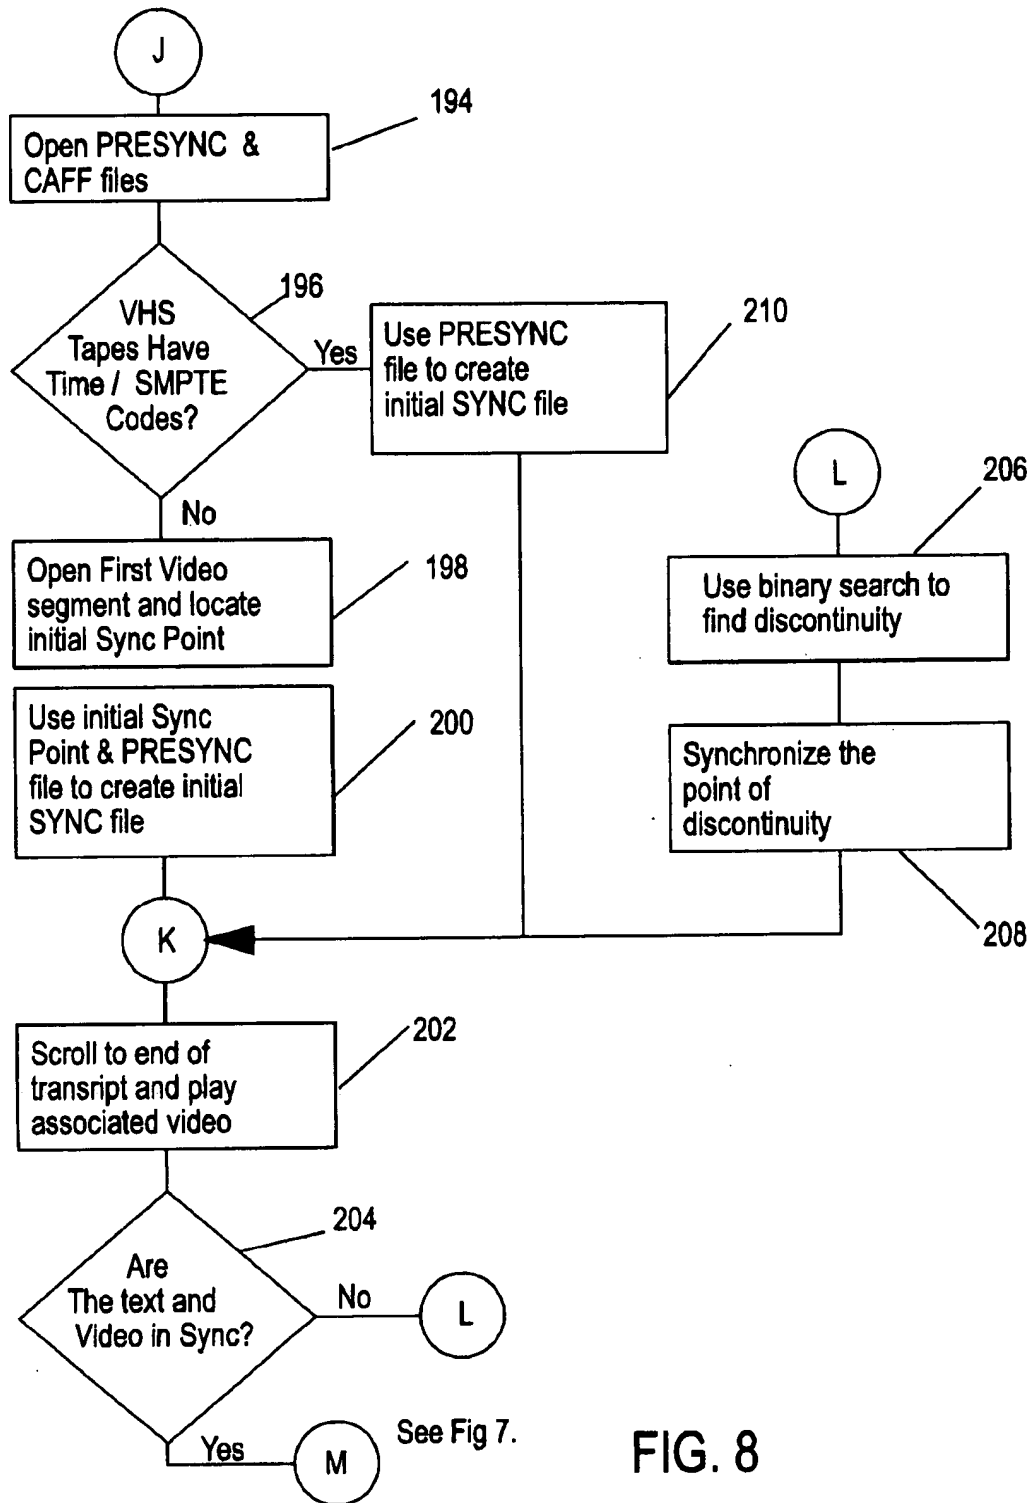 J
194
Open PRESYNC &
CAFF files
196
VHS
Tapes Have
Time / SMPTE
Codes?
Yes
210
Use PRESYNC
file to create
initial SYNC file
No
L
206
Open First Video
segment and locate
initial Sync Point
198
Use binary search to
find discontinuity
Use initial Sync
Point & PRESYNC
file to create initial
SYNC file
200
Synchronize the
point of
discontinuity
208
K
202
Scroll to end of
transript and play
associated video
204
Are
The text and
Video in Sync?
No
L
Yes
M
See Fig 7.
FIG. 8